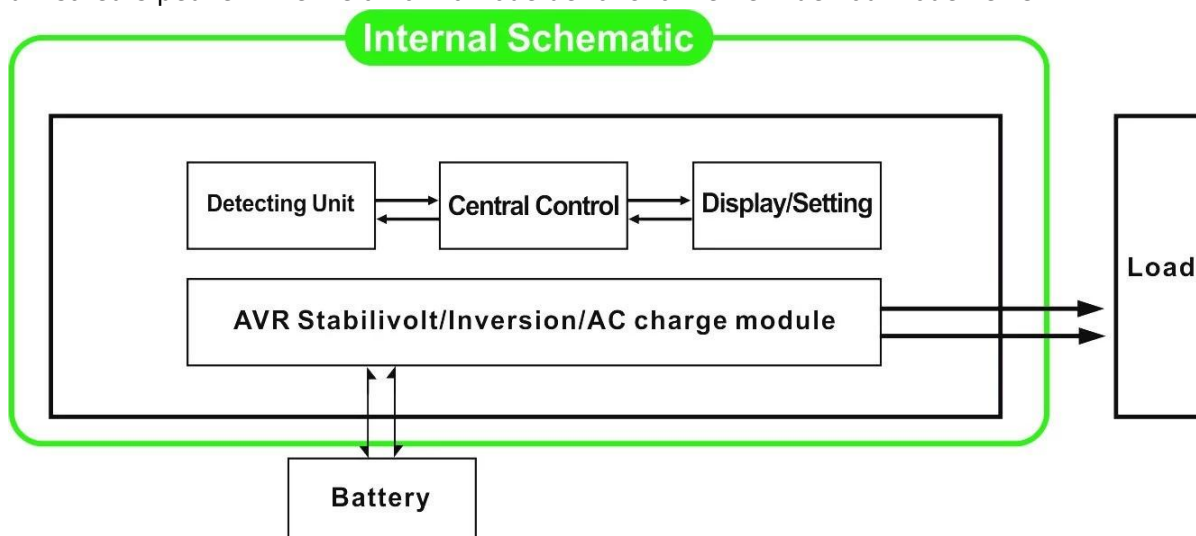 Internal Schematic
Detecting Unit
Central Control
Display/Setting
AVR Stabilivolt/Inversion/AC charge module
Load
Battery